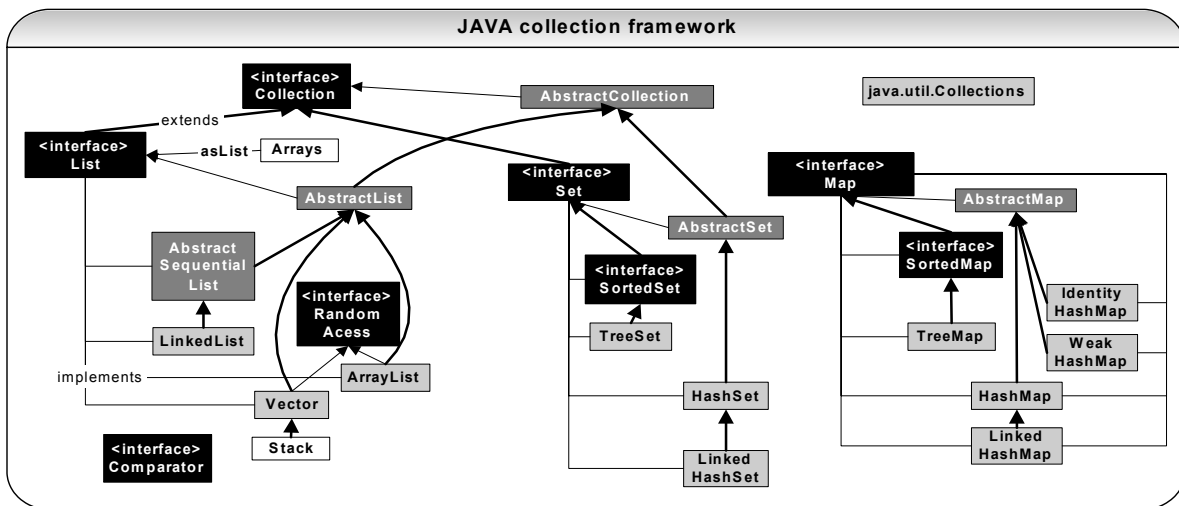 JAVA collection framework
<interface>
Collection
AbstractCollection
java.util.Collections
extends
<interface>
List
asList
Arrays
<interface>
Set
<interface>
Map
AbstractList
AbstractSet
AbstractMap
Abstract
Sequential
List
<interface>
SortedSet
<interface>
SortedMap
<interface>
Random
Acess
Identity
HashMap
LinkedList
TreeSet
TreeMap
Weak
HashMap
implements
ArrayList
Vector
HashSet
HashMap
<interface>
Comparator
Stack
Linked
HashSet
Linked
HashMap